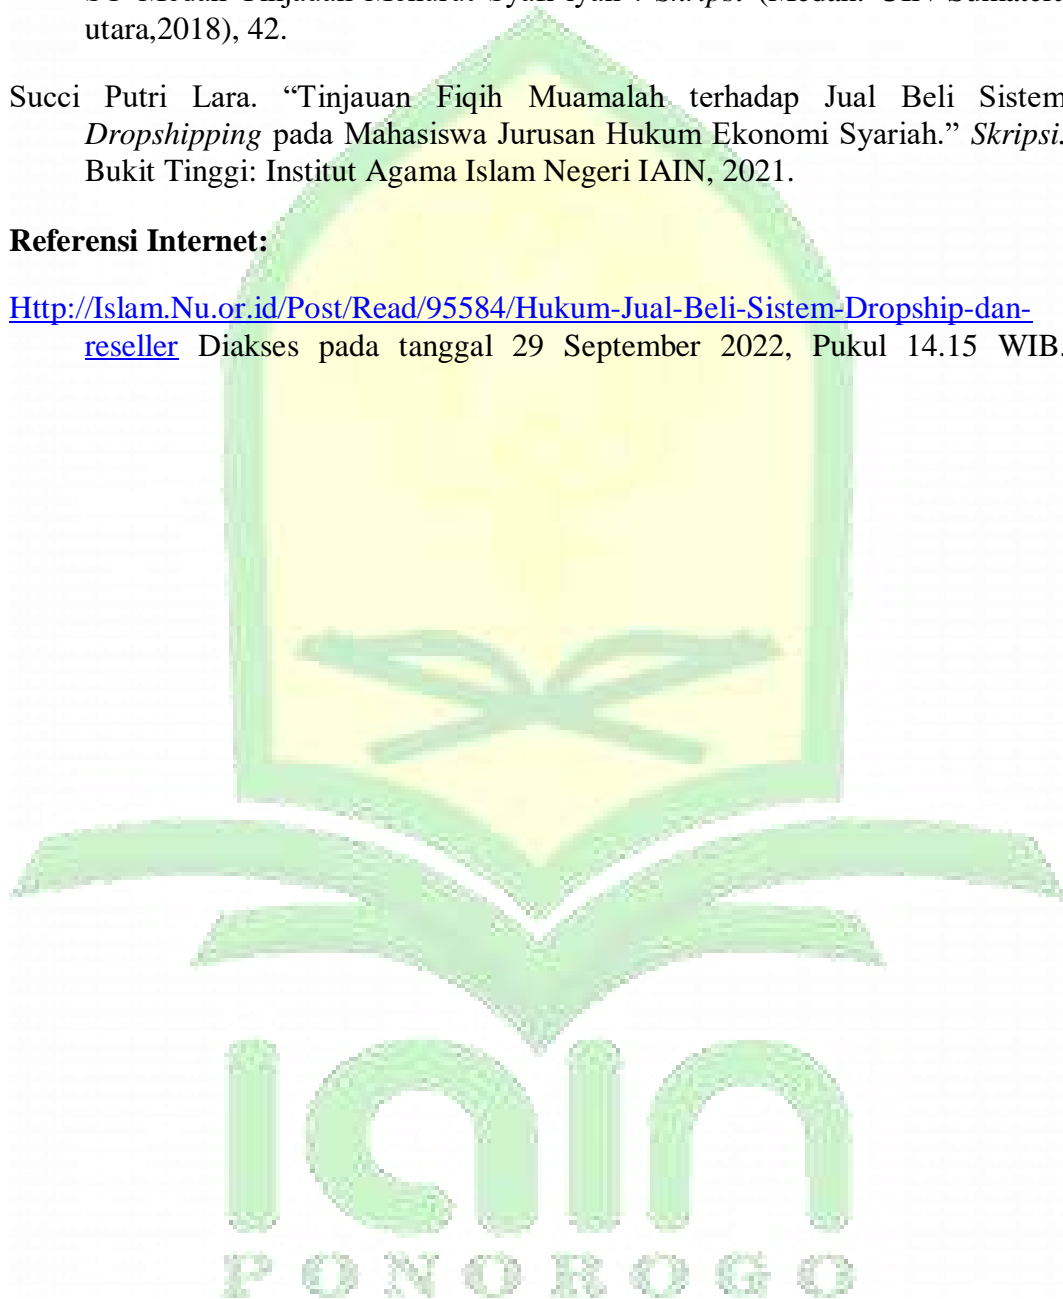 utara,2018), 42.
Succi Putri Lara. “Tinjauan Fiqih Muamalah terhadap Jual Beli Sistem
Dropshipping pada Mahasiswa Jurusan Hukum Ekonomi Syariah.” Skripsi.
Bukit Tinggi: Institut Agama Islam Negeri IAIN, 2021.
Referensi Internet:
Http://Islam.Nu.or.id/Post/Read/95584/Hukum-Jual-Beli-Sistem-Dropship-dan-
reseller Diakses pada tanggal 29 September 2022, Pukul 14.15 WIB.
iain
PONOROGO